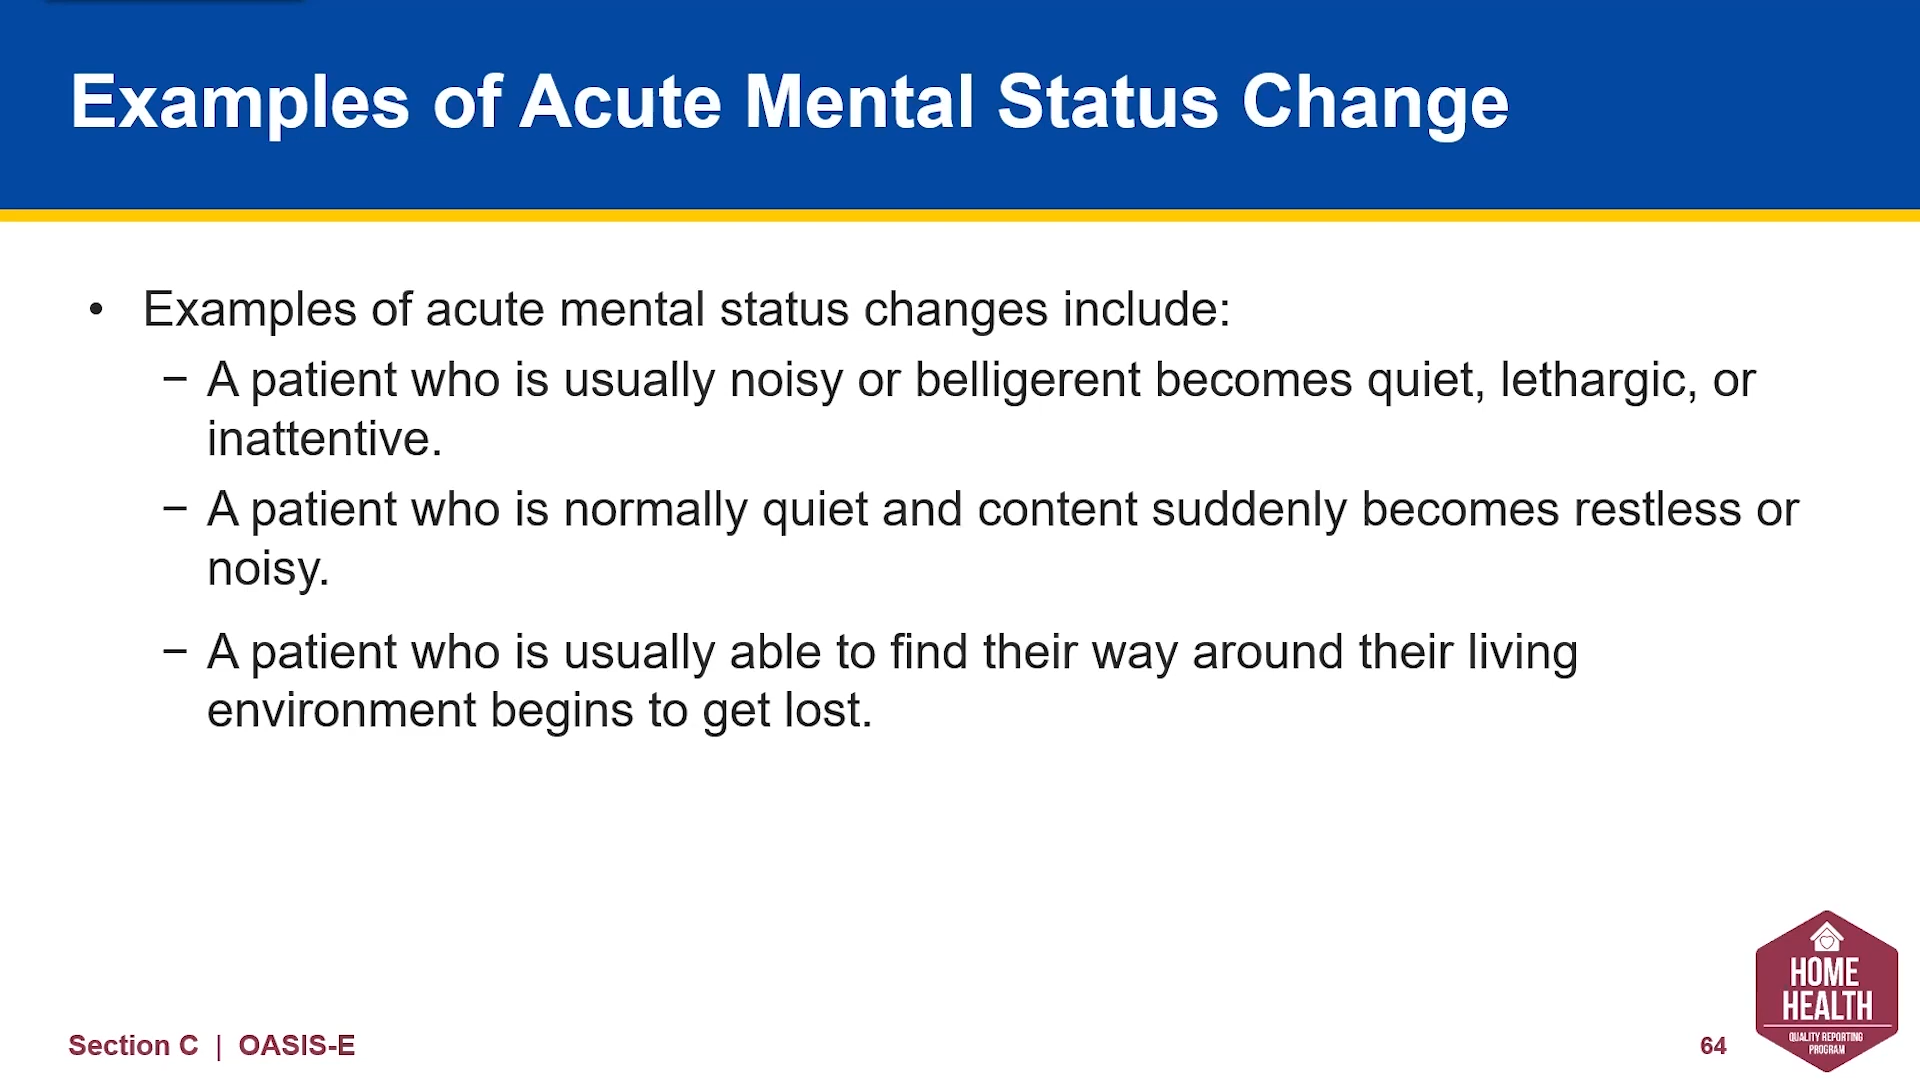 Examples of Acute Mental Status Change
• Examples of acute mental status changes include:
− A patient who is usually noisy or belligerent becomes quiet, lethargic, or
inattentive.
− A patient who is normally quiet and content suddenly becomes restless or
noisy.
− A patient who is usually able to find their way around their living
environment begins to get lost.
Section C | OASIS-E
64
HOME
HEALTH
QUALITY REPORTING
PROGRAM